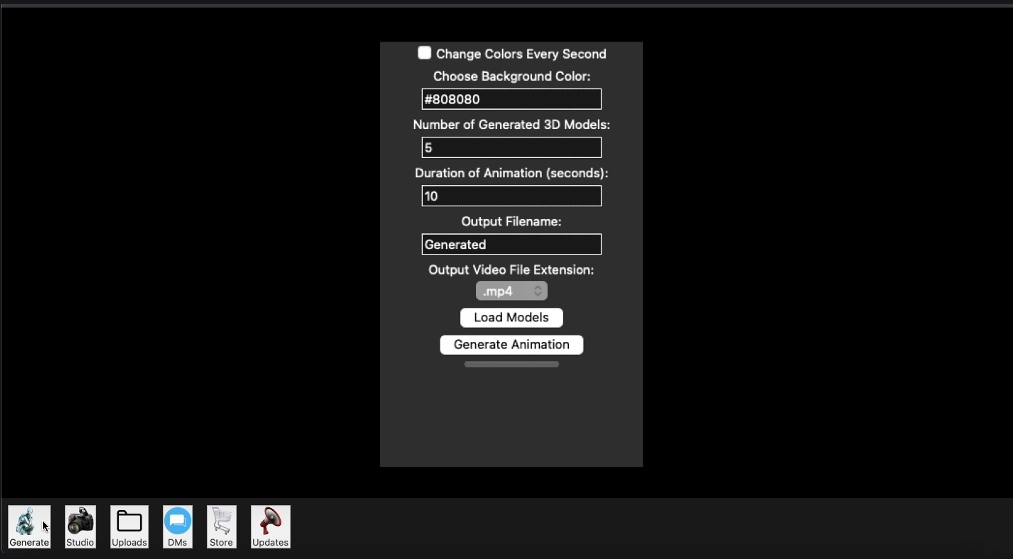 Change Colors Every Second
Choose Background Color:
#808080
Number of Generated 3D Models:
5
Duration of Animation (seconds):
10
Output Filename:
Generated
Output Video File Extension:
.mp4
Load Models
Generate Animation
Generate Studio Uploads DMs Store Updates